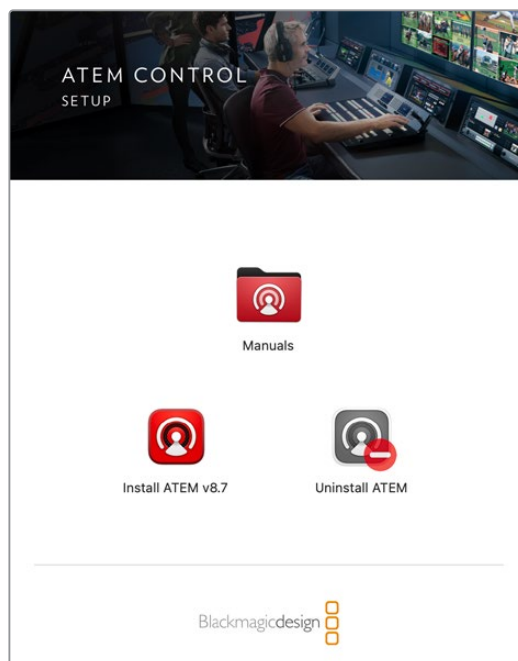 ATEM CONTROL
SETUP
Manuals
Install ATEM v8.7
Uninstall ATEM
Blackmagicdesign